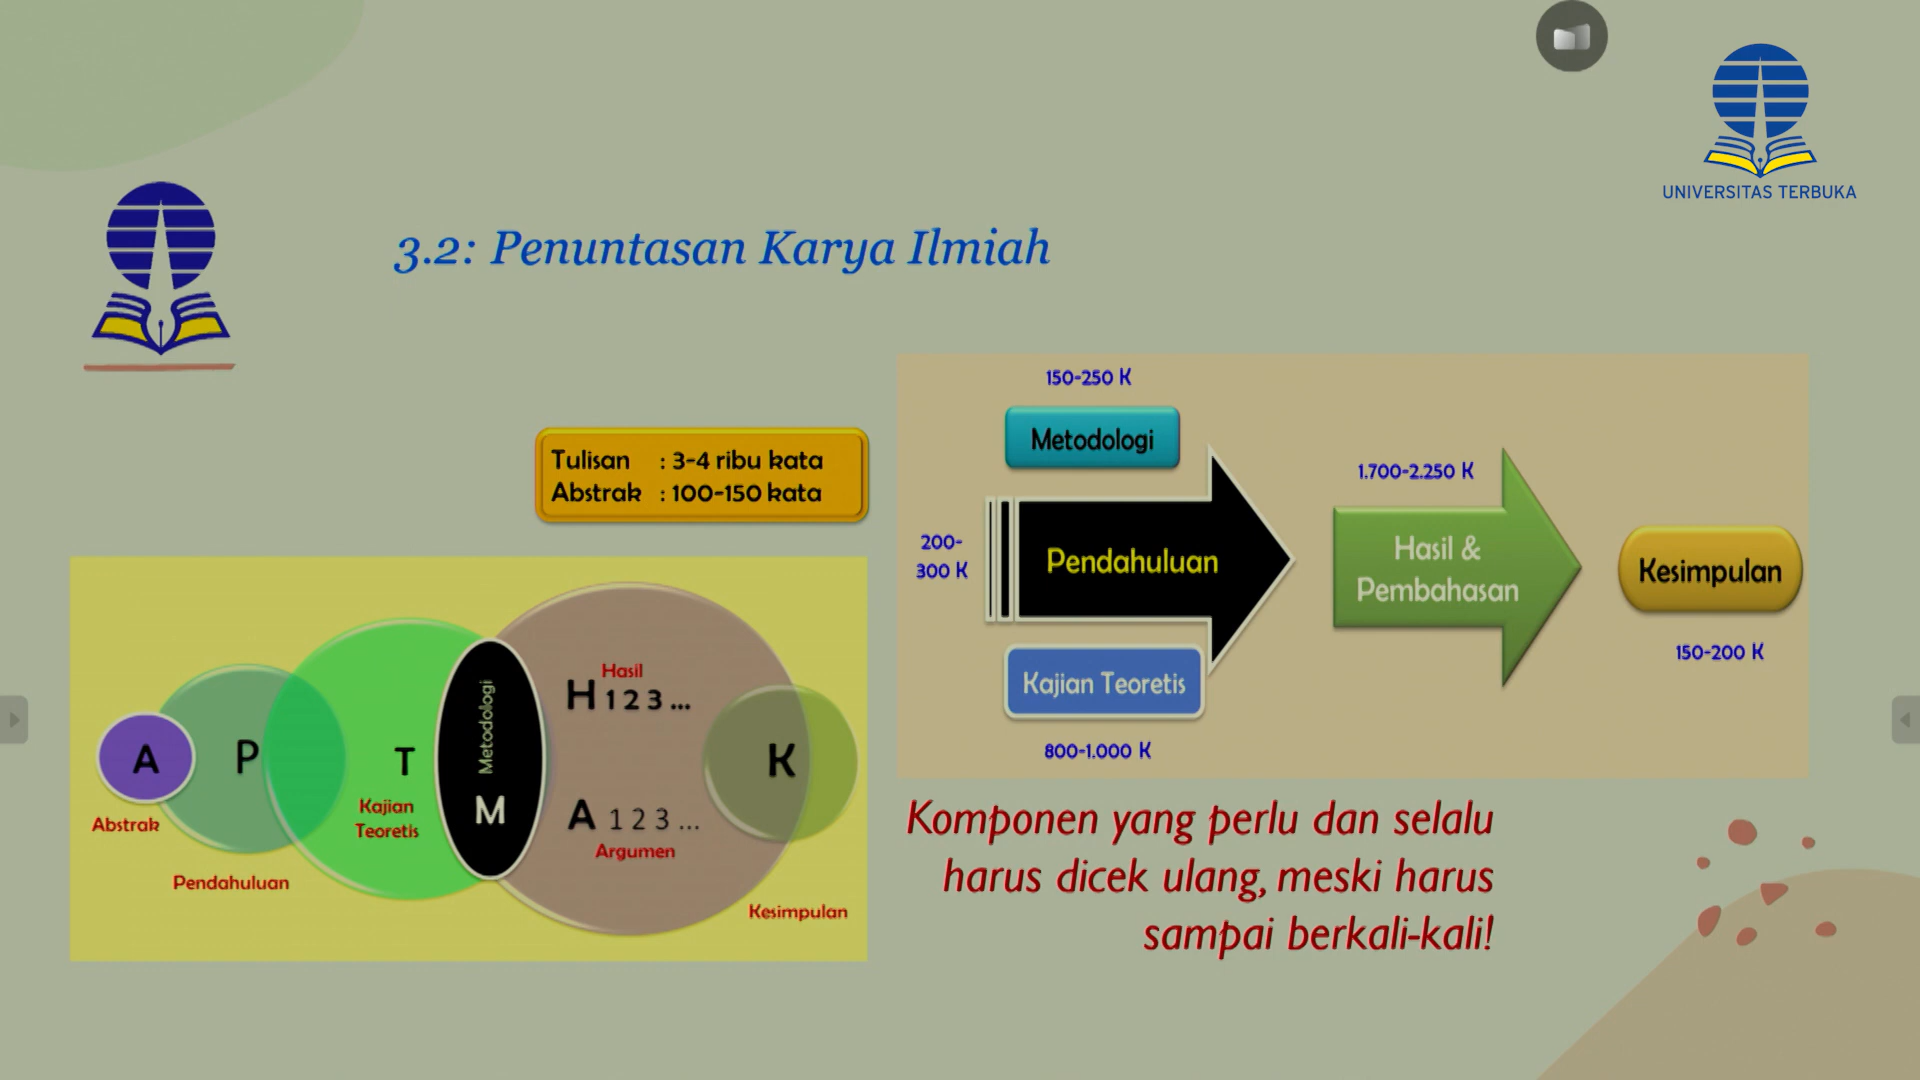 UNIVERSITAS TERBUKA
3.2: Penuntasan Karya Ilmiah
Tulisan : 3-4 ribu kata
Abstrak : 100-150 kata
A
Abstrak
P
Pendahuluan
T
Kajian
Teoretis
Metodologi
M
Hasil
H 1 2 3 ...
A 1 2 3 ...
Argumen
K
Kesimpulan
150-250 K
Metodologi
200-
300 K
Pendahuluan
Kajian Teoretis
800-1.000 K
1.700-2.250 K
Hasil &
Pembahasan
Kesimpulan
150-200 K
Komponen yang perlu dan selalu
harus dicek ulang, meski harus
sampai berkali-kali!